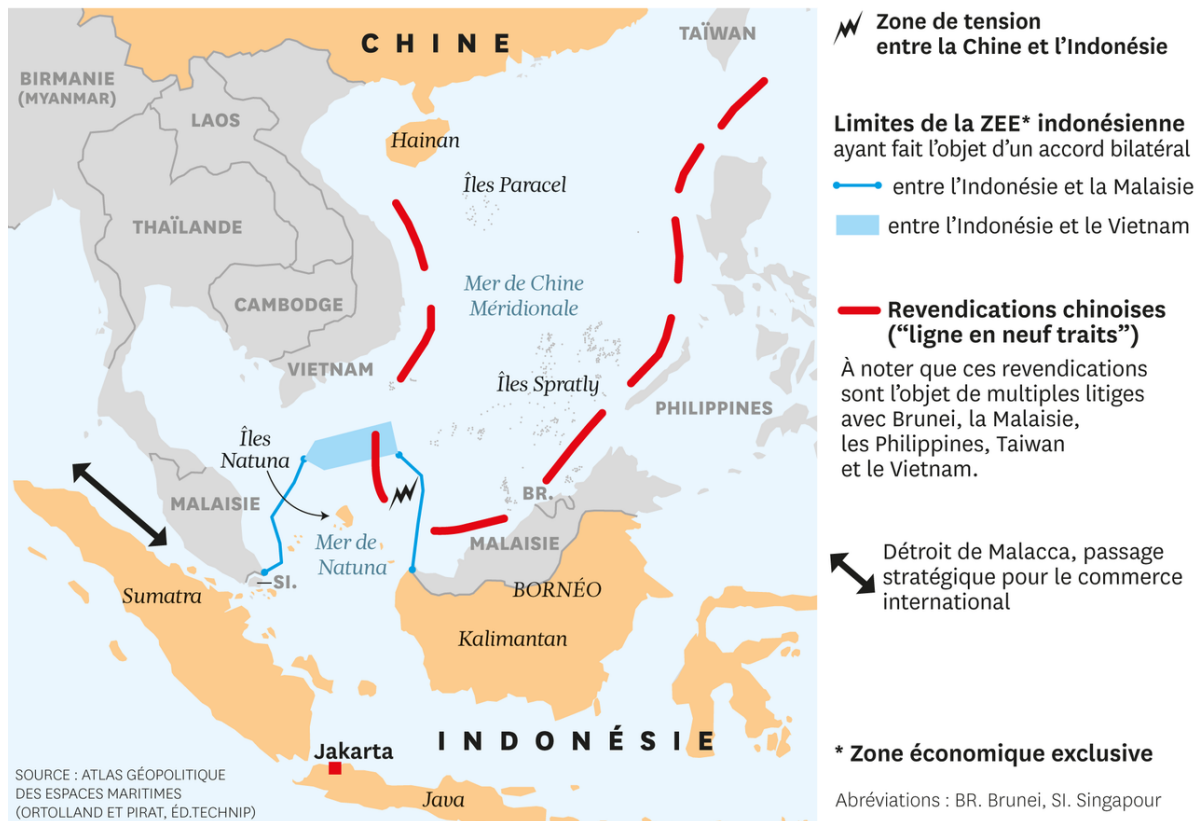 CHINE
TAÏWAN
BIRMANIE
(MYANMAR)
LAOS
Hainan
Îles Paracel
THAÏLANDE
Mer de Chine
Méridionale
CAMBODGE
VIETNAM
Îles Spratly
PHILIPPINES
Îles
Natuna
MALAISIE
BR.
Mer de
Natuna
MALAISIE
SI.
BORNÉO
Sumatra
Kalimantan
INDONÉSIE
Jakarta
Java
SOURCE : ATLAS GÉOPOLITIQUE
DES ESPACES MARITIMES
(ORTOLLAND ET PIRAT, ÉD.TECHNIP)
Zone de tension
entre la Chine et l’Indonésie
Limites de la ZEE* indonésienne
ayant fait l’objet d’un accord bilatéral
entre l’Indonésie et la Malaisie
entre l’Indonésie et le Vietnam
Revendications chinoises
(“ligne en neuf traits”)
À noter que ces revendications
sont l’objet de multiples litiges
avec Brunei, la Malaisie,
les Philippines, Taiwan
et le Vietnam.
Détroit de Malacca, passage
stratégique pour le commerce
international
* Zone économique exclusive
Abréviations : BR. Brunei, SI. Singapour